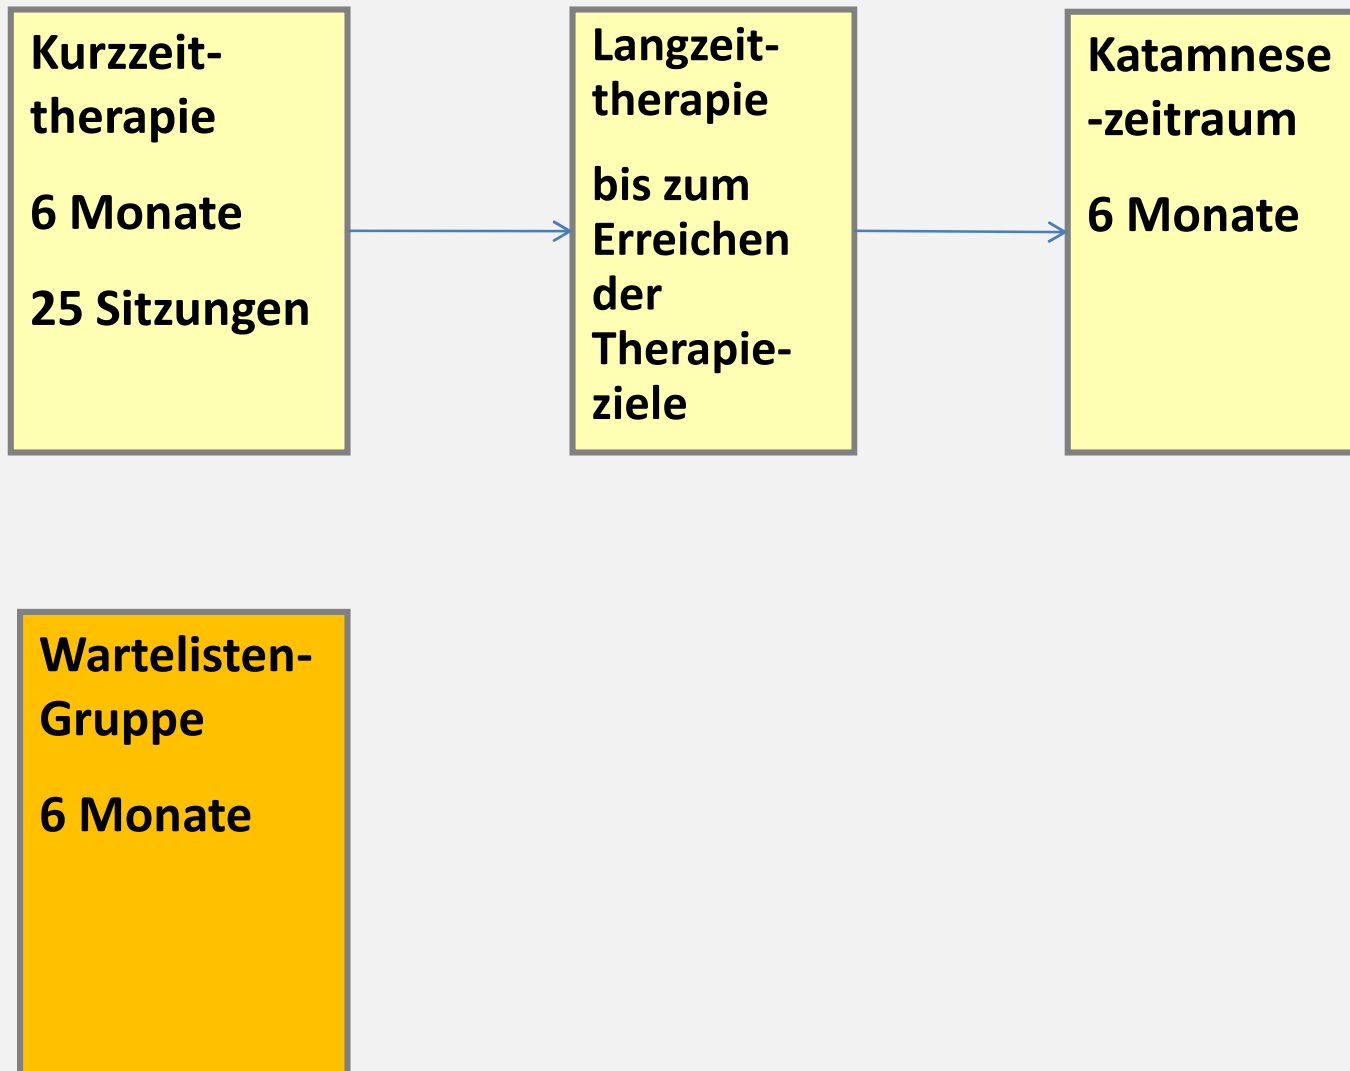 Kurzzeit-
therapie
6 Monate
25 Sitzungen
Langzeit-
therapie
bis zum
Erreichen
der
Therapie-
ziele
Katamnese
-zeitraum
6 Monate
Wartelisten-
Gruppe
6 Monate